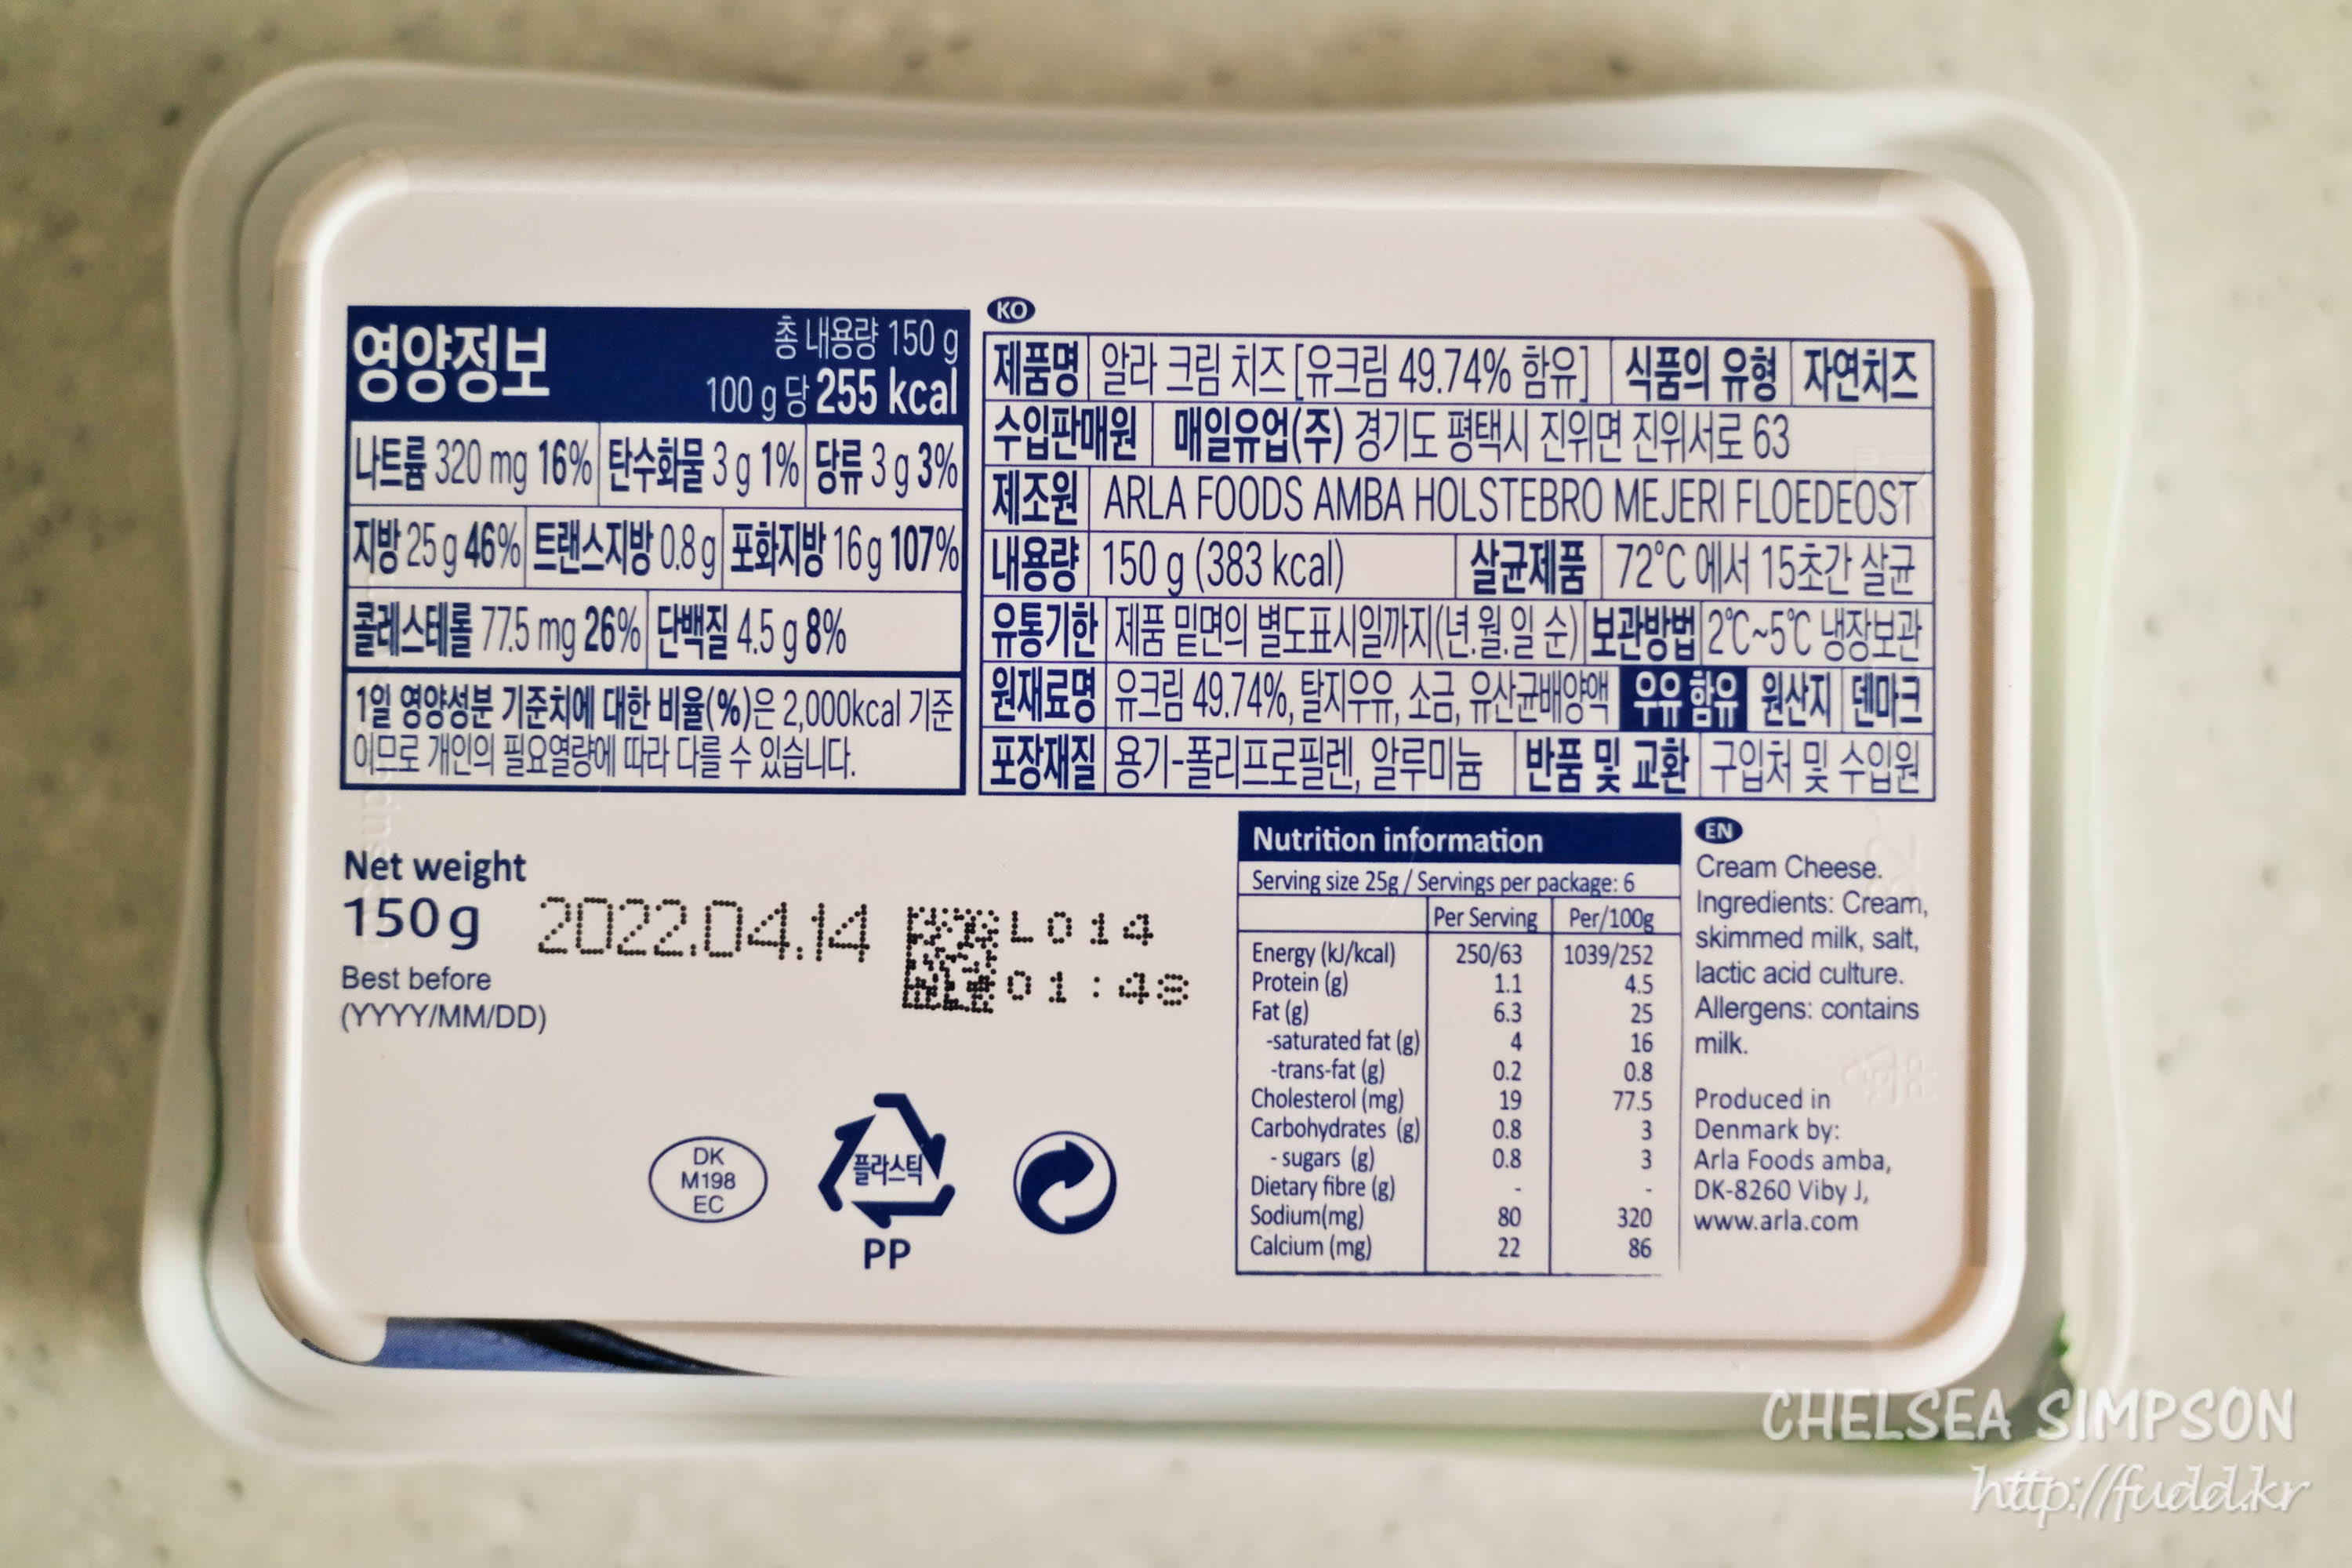 영양정보
총 내용량 150 g
100 g 당 255 kcal
나트륨 320 mg 16% 탄수화물 3 g 1% 당류 3 g 3%
지방 25 g 46% 트랜스지방 0.8 g 포화지방 16 g 107%
콜레스테롤 77.5 mg 26% 단백질 4.5 g 8%
1일 영양성분 기준치에 대한 비율(%)은 2,000kcal 기준
이므로 개인의 필요열량에 따라 다를 수 있습니다.
KO
제품명 알라 크림 치즈 [유크림 49.74% 함유] 식품의 유형 자연치즈
수입판매원 매일유업(주) 경기도 평택시 진위면 진위서로 63
제조원 ARLA FOODS AMBA HOLSTEBRO MEJERI FLOEDEOST
내용량 150 g (383 kcal) 살균제품 72℃ 에서 15초간 살균
유통기한 제품 밑면의 별도표시일까지(년.월.일 순) 보관방법 2℃~5℃ 냉장보관
원재료명 유크림 49.74%, 탈지우유, 소금, 유산균배양액 우유 함유 원산지 덴마크
포장재질 용기-폴리프로필렌, 알루미늄 반품 및 교환 구입처 및 수입원
Net weight
150 g
Best before
(YYYY/MM/DD)
2022.04.14
L014
01:48
DK
M198
EC
플라스틱
PP
Nutrition information
Serving size 25g / Servings per package: 6
Per Serving Per/100g
Energy (kJ/kcal) 250/63 1039/252
Protein (g) 1.1 4.5
Fat (g) 6.3 25
-saturated fat (g) 4 16
-trans-fat (g) 0.2 0.8
Cholesterol (mg) 19 77.5
Carbohydrates (g) 0.8 3
- sugars (g) 0.8 3
Dietary fibre (g) - -
Sodium(mg) 80 320
Calcium (mg) 22 86
EN
Cream Cheese.
Ingredients: Cream,
skimmed milk, salt,
lactic acid culture.
Allergens: contains
milk.
Produced in
Denmark by:
Arla Foods amba,
DK-8260 Viby J,
www.arla.com
CHELSEA SIMPSON
http://fudd.kr